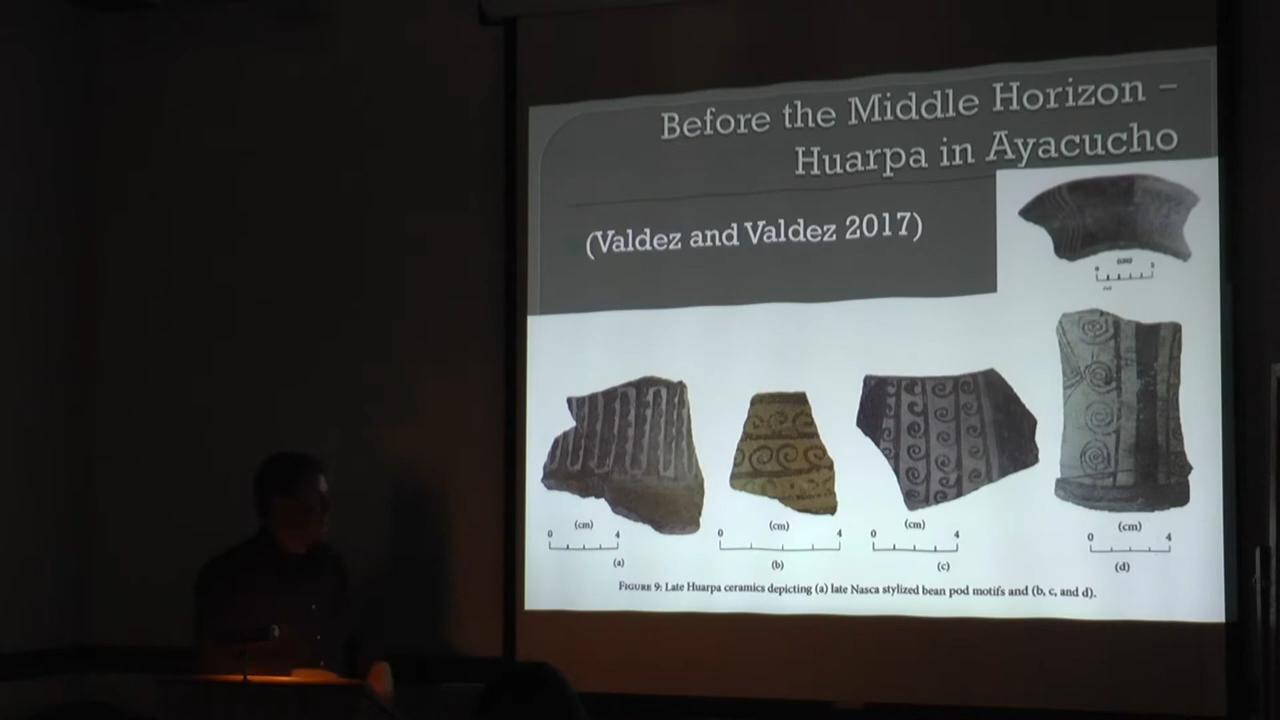 Before the Middle Horizon –
Huarpa in Ayacucho
(Valdez and Valdez 2017)
0
(cm)
0 4
(a)
(cm)
0 4
(b)
(cm)
0 4
(c)
(cm)
0 4
(d)
FIGURE 9: Late Huarpa ceramics depicting (a) late Nasca stylized bean pod motifs and (b, c, and d).